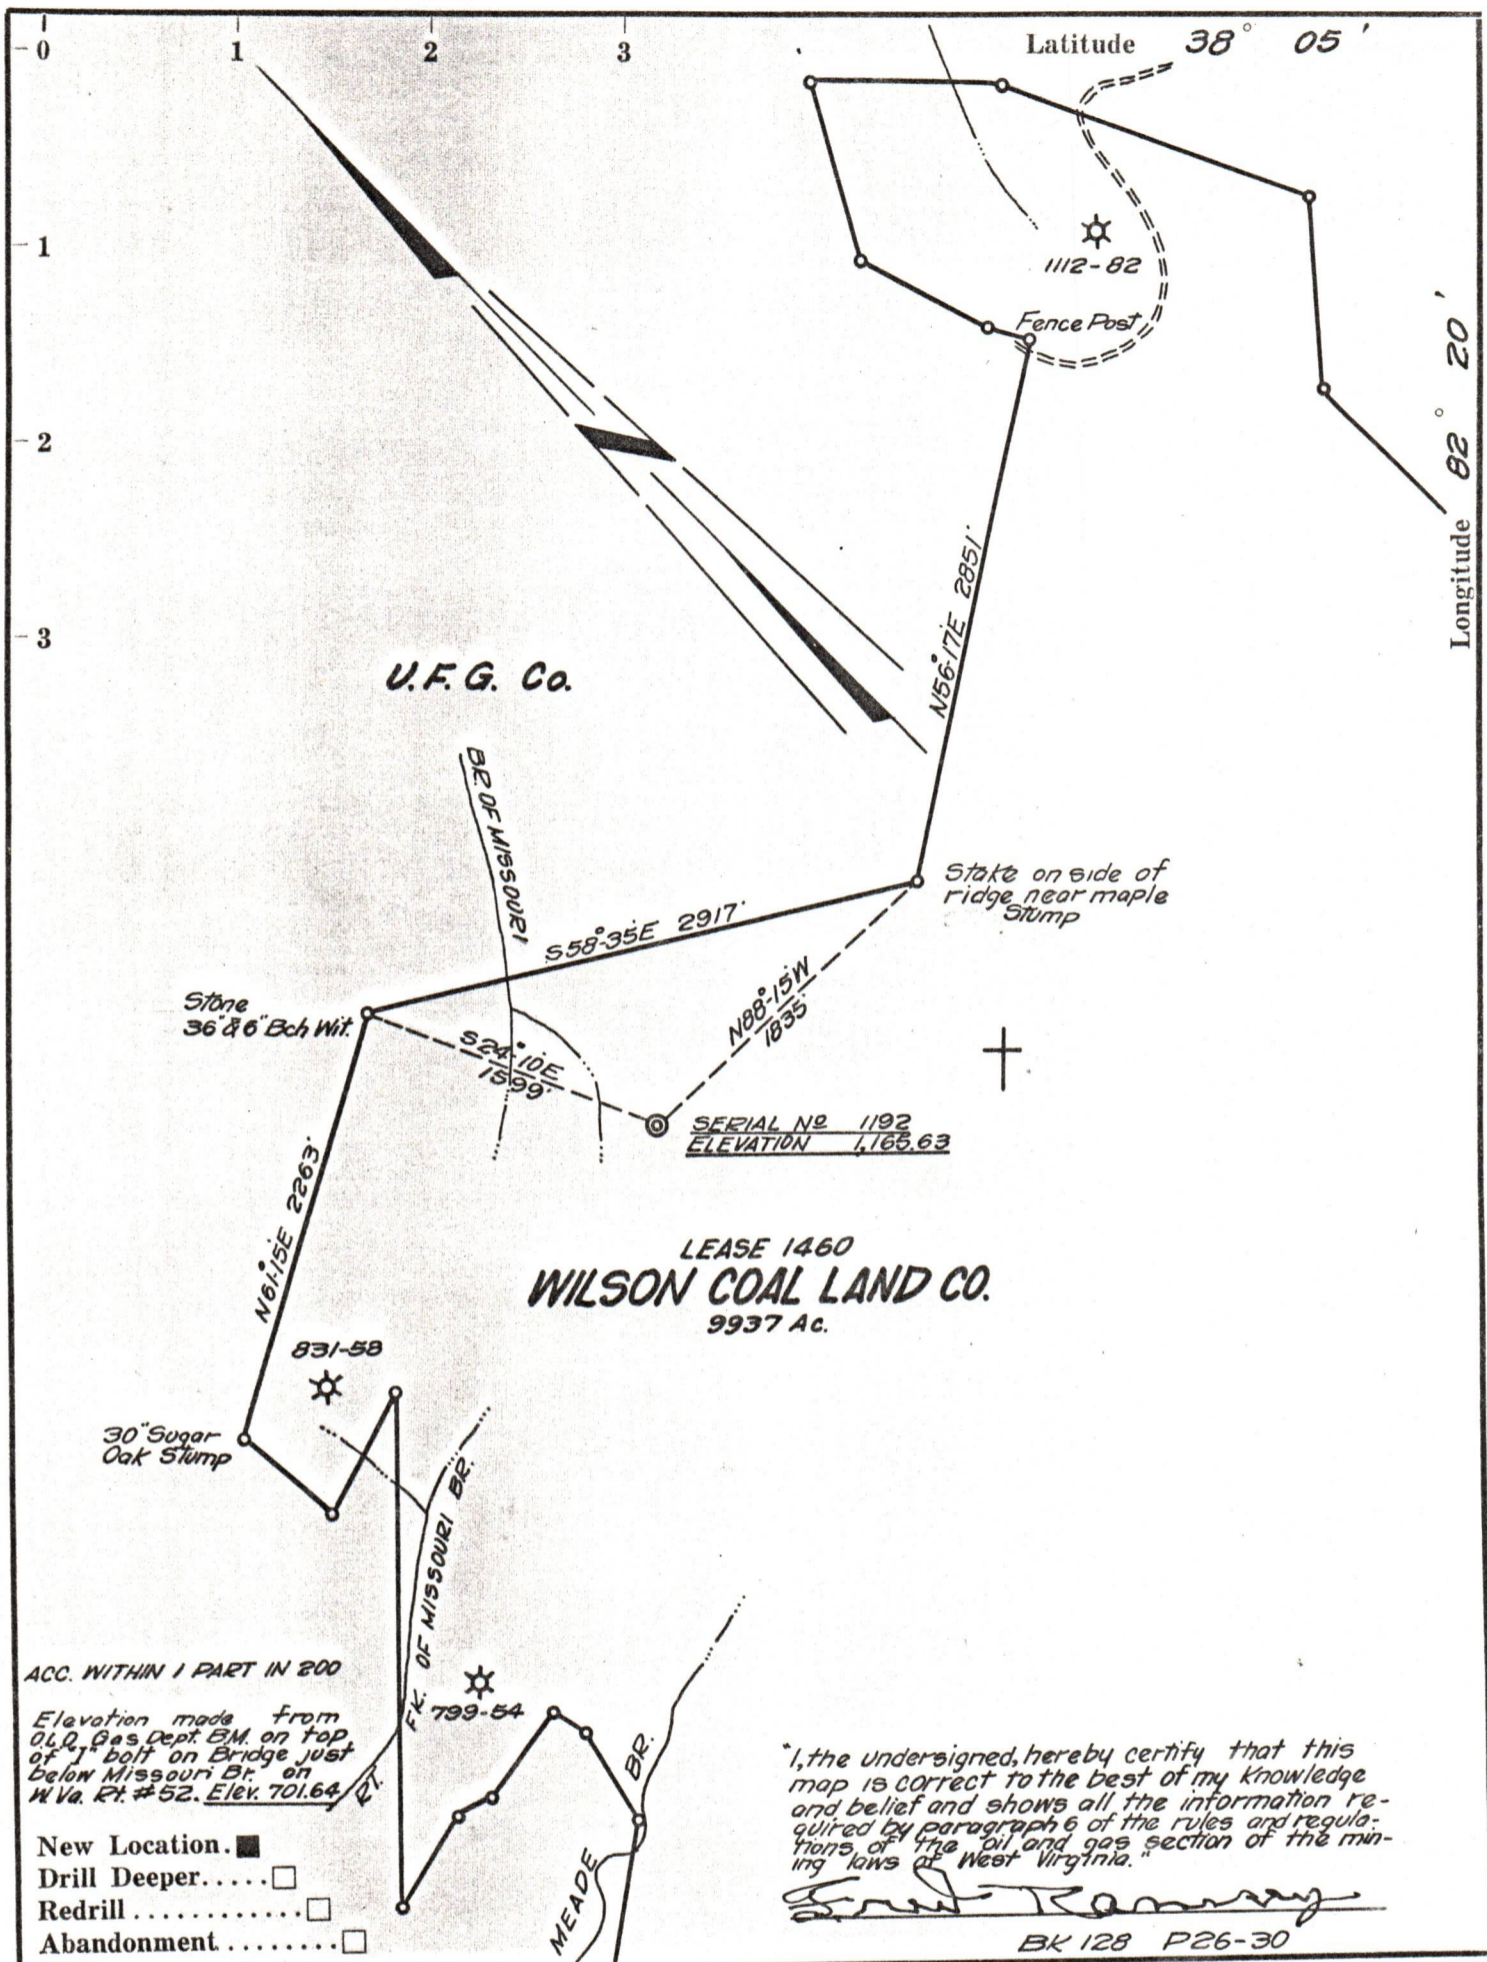 0 1 2 3
Latitude 38° 05'
1
2
3
1112-82
Fence Post
Longitude 82° 20'
N56°-17'E 2851'
U.F.G. Co.
BR. OF MISSOURI
Stake on side of
ridge near maple
Stump
S58°-35'E 2917'
Stone
36" & 6" Bch Wit.
S24°-10'E
1599'
N88°-15'W
1835'
SERIAL Nº 1192
ELEVATION 1,165.63
N61°-15'E 2263'
LEASE 1460
WILSON COAL LAND CO.
9937 Ac.
831-58
30" Sugar
Oak Stump
RT. FK. OF MISSOURI BR.
799-54
MEADE BR.
ACC. WITHIN 1 PART IN 200
Elevation made from
O.L.O. Gas Dept. B.M. on top
of "J" bolt on Bridge just
below Missouri Br. on
W.Va. Rt. #52. Elev. 701.64
New Location.
Drill Deeper.....
Redrill ............
Abandonment.........
"I, the undersigned, hereby certify that this
map is correct to the best of my knowledge
and belief and shows all the information re-
quired by paragraph 6 of the rules and regula-
tions of the oil and gas section of the min-
ing laws of West Virginia."
BK 128 P26-30